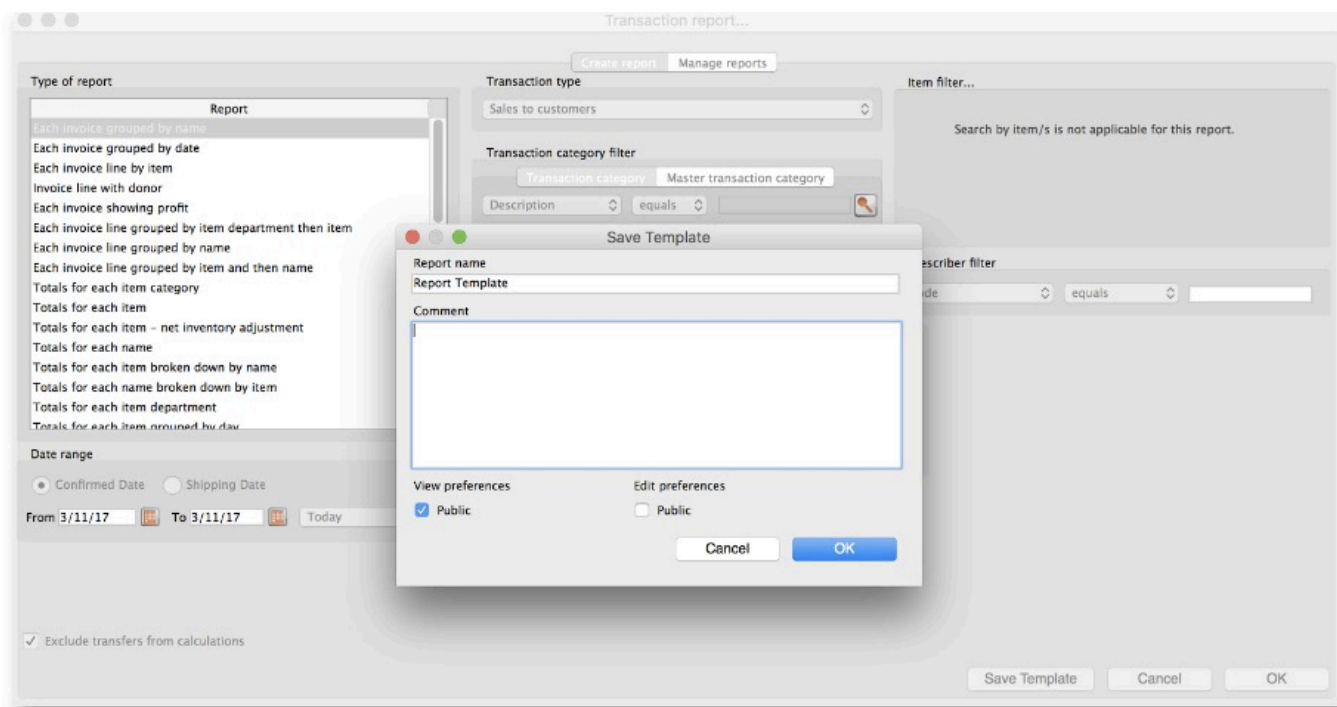 Transaction report...
Create report Manage reports
Type of report
Report
Each invoice grouped by name
Each invoice grouped by date
Each invoice line by item
Invoice line with donor
Each invoice showing profit
Each invoice line grouped by item department then item
Each invoice line grouped by name
Each invoice line grouped by item and then name
Totals for each item category
Totals for each item
Totals for each item - net inventory adjustment
Totals for each name
Totals for each item broken down by name
Totals for each name broken down by item
Totals for each item department
Totals for each item grouped by day
Transaction type
Sales to customers
Transaction category filter
Transaction category Master transaction category
Description equals
Item filter...
Search by item/s is not applicable for this report.
escriber filter
de equals
Date range
Confirmed Date Shipping Date
From 3/11/17 To 3/11/17 Today
Exclude transfers from calculations
Save Template
Report name
Report Template
Comment
View preferences Edit preferences
Public Public
Cancel OK
Save Template Cancel OK